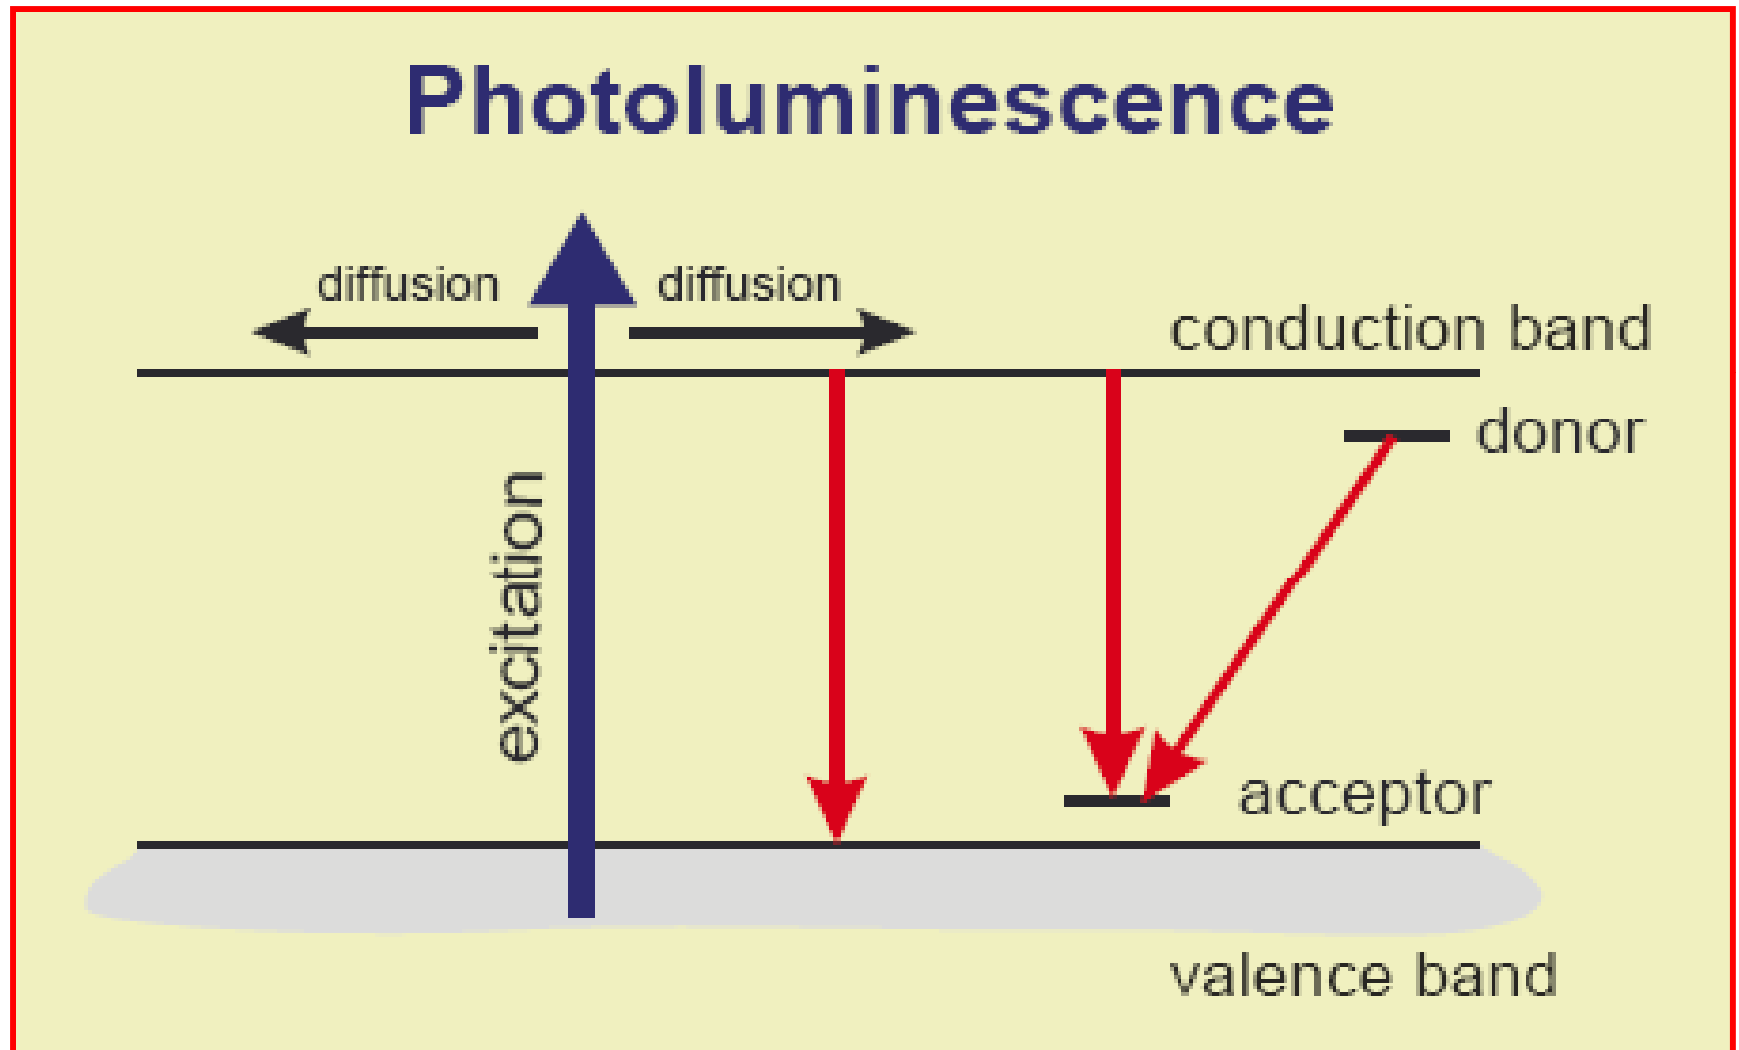 Photoluminescence
diffusion diffusion
conduction band
donor
excitation
acceptor
valence band